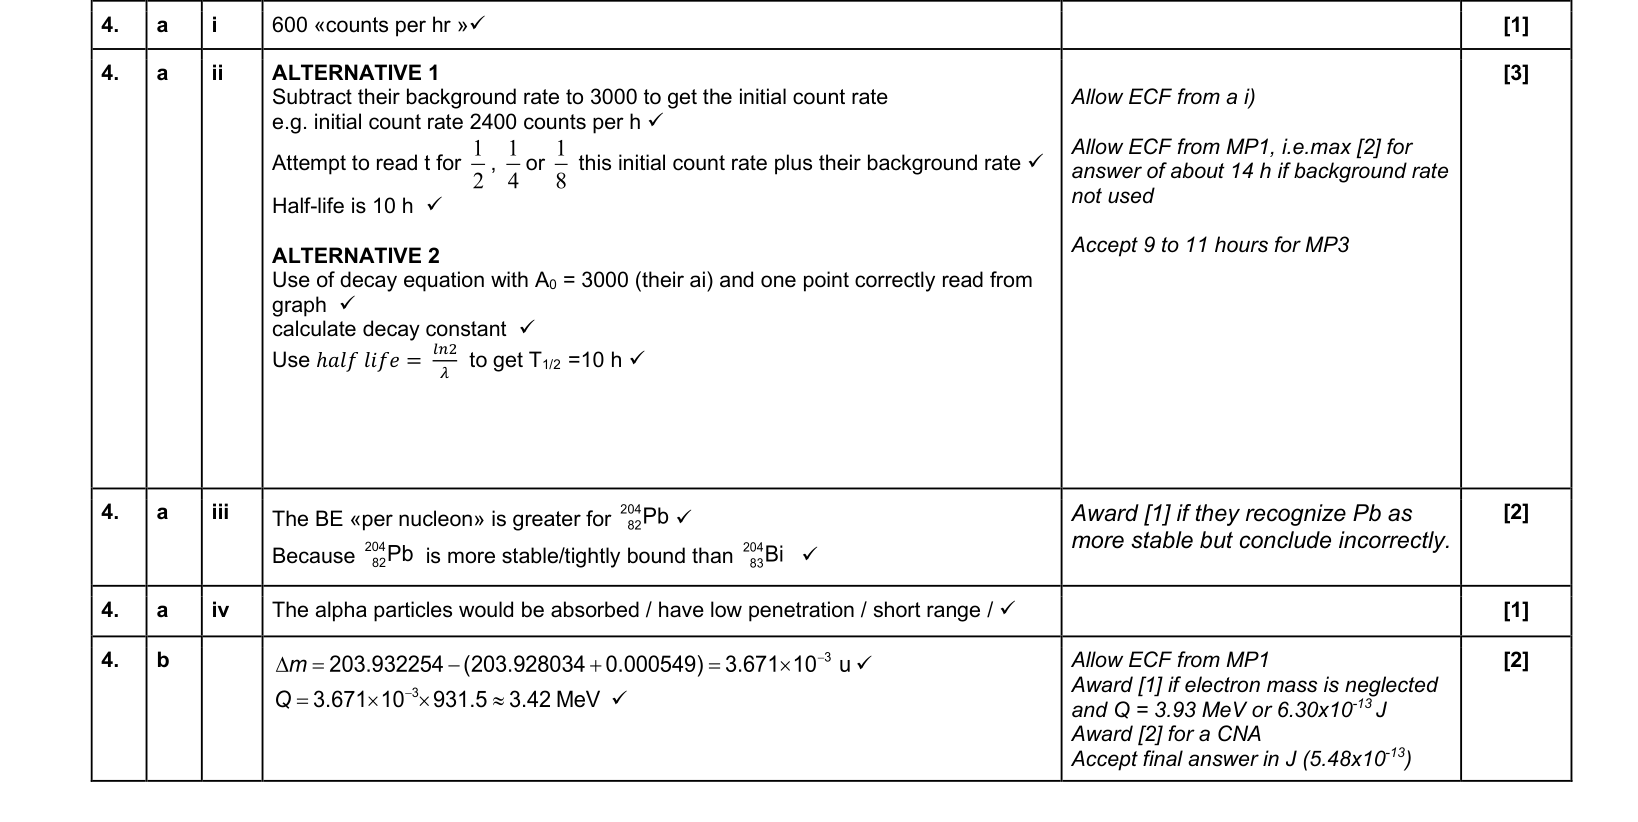 4. a i 600 «counts per hr »✓ [1]
4. a ii ALTERNATIVE 1 [3]
Subtract their background rate to 3000 to get the initial count rate
e.g. initial count rate 2400 counts per h ✓
Attempt to read t for 1/2, 1/4 or 1/8 this initial count rate plus their background rate ✓
Half-life is 10 h ✓
ALTERNATIVE 2
Use of decay equation with A₀ = 3000 (their ai) and one point correctly read from
graph ✓
calculate decay constant ✓
Use half life = ln2/λ to get T₁/₂ =10 h ✓
Allow ECF from a i)
Allow ECF from MP1, i.e.max [2] for
answer of about 14 h if background rate
not used
Accept 9 to 11 hours for MP3
4. a iii The BE «per nucleon» is greater for ²⁰⁴₈₂Pb ✓ [2]
Because ²⁰⁴₈₂Pb is more stable/tightly bound than ²⁰⁴₈₃Bi ✓
Award [1] if they recognize Pb as
more stable but conclude incorrectly.
4. a iv The alpha particles would be absorbed / have low penetration / short range / ✓ [1]
4. b Δm = 203.932254 − (203.928034 + 0.000549) = 3.671×10⁻³ u ✓ [2]
Q = 3.671×10⁻³× 931.5 ≈ 3.42 MeV ✓
Allow ECF from MP1
Award [1] if electron mass is neglected
and Q = 3.93 MeV or 6.30x10⁻¹³ J
Award [2] for a CNA
Accept final answer in J (5.48x10⁻¹³)